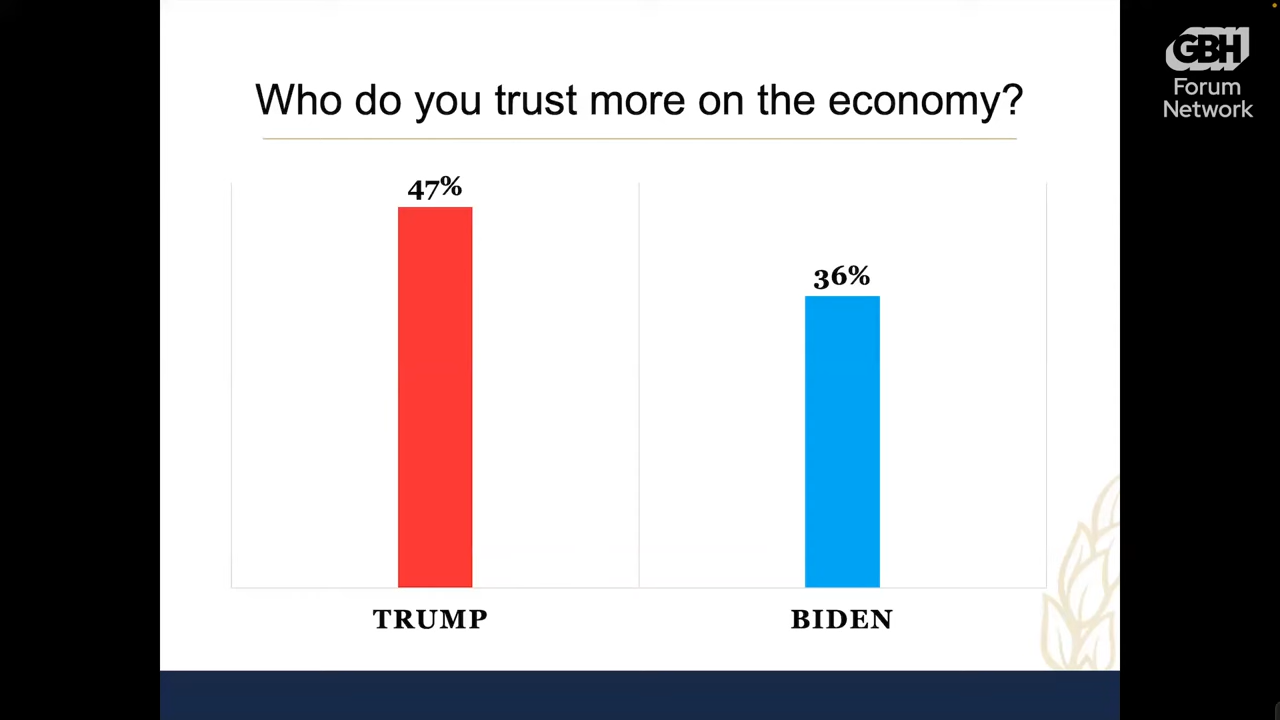 Who do you trust more on the economy?
47%
36%
TRUMP
BIDEN
GBH
Forum
Network